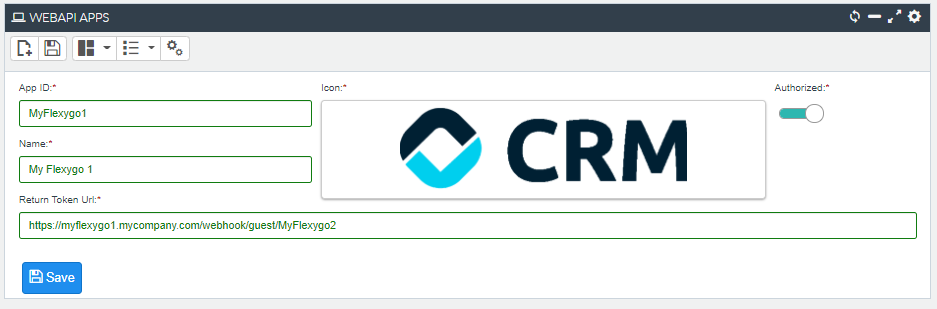 WEBAPI APPS
App ID:*
Icon:*
Authorized:*
MyFlexygo1
CRM
Name:*
My Flexygo 1
Return Token Url:*
https://myflexygo1.mycompany.com/webhook/guest/MyFlexygo2
Save